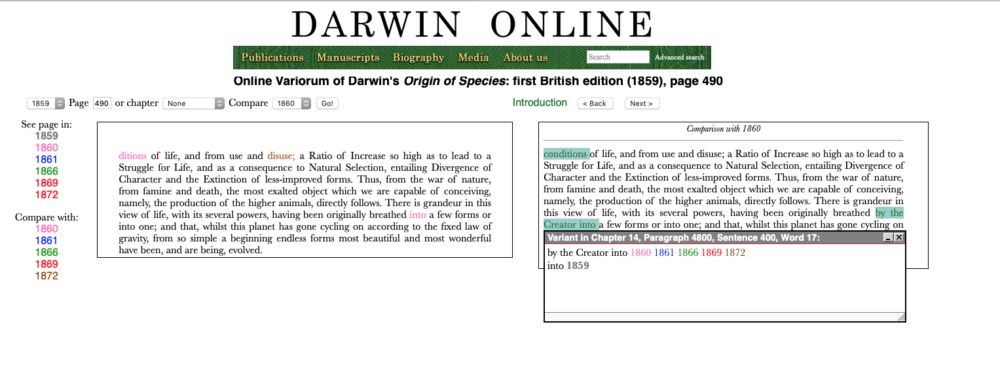 DARWIN ONLINE
Publications Manuscripts Biography Media About us Search Advanced search
Online Variorum of Darwin's Origin of Species: first British edition (1859), page 490
1859 Page 490 or chapter None Compare 1860 Go! Introduction < Back Next >
See page in:
1859
1860
1861
1866
1869
1872
Compare with:
1860
1861
1866
1869
1872
ditions of life, and from use and disuse; a Ratio of Increase so high as to lead to a
Struggle for Life, and as a consequence to Natural Selection, entailing Divergence of
Character and the Extinction of less-improved forms. Thus, from the war of nature,
from famine and death, the most exalted object which we are capable of conceiving,
namely, the production of the higher animals, directly follows. There is grandeur in this
view of life, with its several powers, having been originally breathed into a few forms or
into one; and that, whilst this planet has gone cycling on according to the fixed law of
gravity, from so simple a beginning endless forms most beautiful and most wonderful
have been, and are being, evolved.
Comparison with 1860
conditions of life, and from use and disuse; a Ratio of Increase so high as to lead to a
Struggle for Life, and as a consequence to Natural Selection, entailing Divergence of
Character and the Extinction of less-improved forms. Thus, from the war of nature,
from famine and death, the most exalted object which we are capable of conceiving,
namely, the production of the higher animals, directly follows. There is grandeur in
this view of life, with its several powers, having been originally breathed by the
Creator into a few forms or into one; and that, whilst this planet has gone cycling on
Variant in Chapter 14, Paragraph 4800, Sentence 400, Word 17:
by the Creator into 1860 1861 1866 1869 1872
into 1859